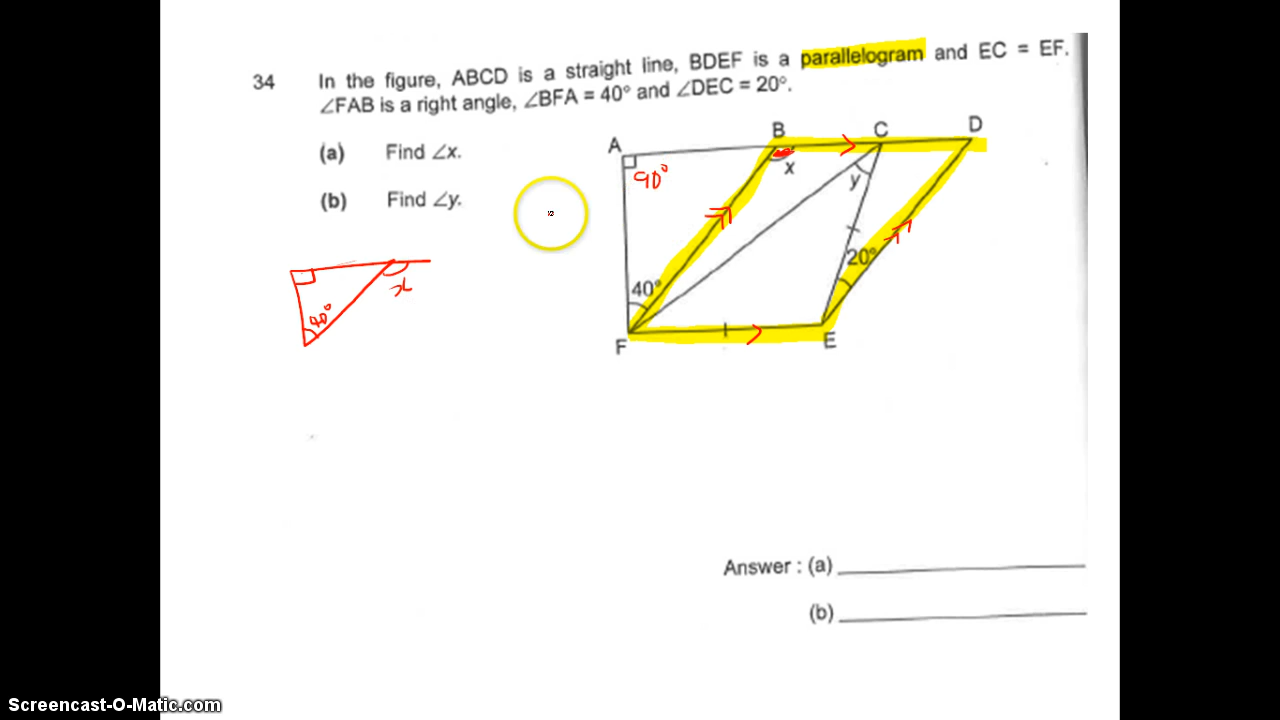 34 In the figure, ABCD is a straight line, BDEF is a parallelogram and EC = EF.
∠FAB is a right angle, ∠BFA = 40° and ∠DEC = 20°.
(a) Find ∠x.
(b) Find ∠y.
A B C D
90° x y
20°
40°
F E
40° x
Answer : (a)
(b)
Screencast-O-Matic.com